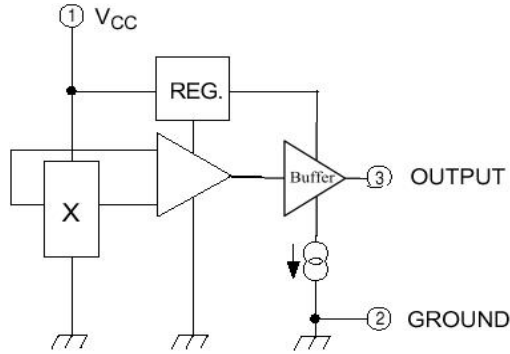 1 VCC
REG.
X
Buffer
3 OUTPUT
2 GROUND